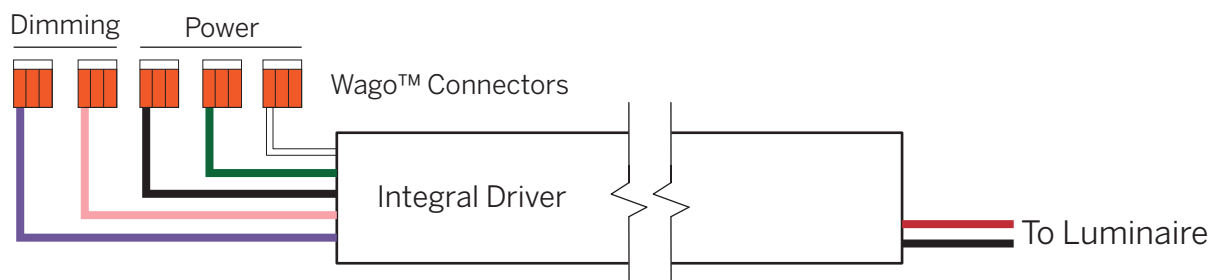 Dimming
Power
Wago™ Connectors
Integral Driver
To Luminaire